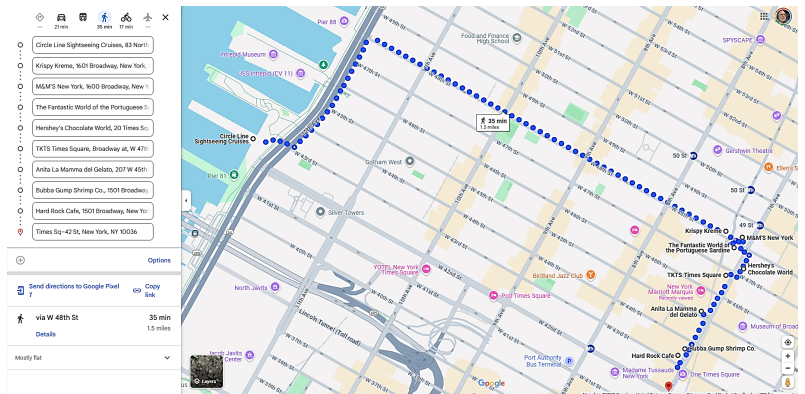 21 min
35 min
17 min
Circle Line Sightseeing Cruises, 83 North
Krispy Kreme, 1601 Broadway, New York,
M&M'S New York, 1600 Broadway, New Y
The Fantastic World of the Portuguese S
Hershey's Chocolate World, 20 Times Sq
TKTS Times Square, Broadway at, W 47t
Anita La Mamma del Gelato, 207 W 45th
Bubba Gump Shrimp Co., 1501 Broadway,
Hard Rock Cafe, 1501 Broadway, New Yor
Times Sq-42 St, New York, NY 10036
Options
Send directions to Google Pixel 7
Copy link
via W 48th St
35 min
1.5 miles
Details
Mostly flat
Pier 88
Intrepid Museum
USS Intrepid (CV 11)
Food and Finance
High School
SPYSCAPE
Circle Line
Sightseeing Cruises
Pier 81
35 min
1.5 miles
Gotham West
Silver Towers
50 St
Gershwin Theatre
Ellen's S
50 St
49 St
Krispy Kreme
M&M'S New York
The Fantastic World of
the Portuguese Sardine
Hershey's
Chocolate World
TKTS Times Square
New York
Marriott Marquis
Recently viewed
Anita La Mamma
del Gelato
Museum of Broad
YOTEL New York
Times Square
Birdland Jazz Club
North Javits
Pod Times Square
Lincoln Tunnel (Toll road)
Jacob Javits
Center
Port Authority
Bus Terminal
Bubba Gump Shrimp Co.
Hard Rock Cafe
Madame Tussauds
New York
One Times Square
Layers
Google